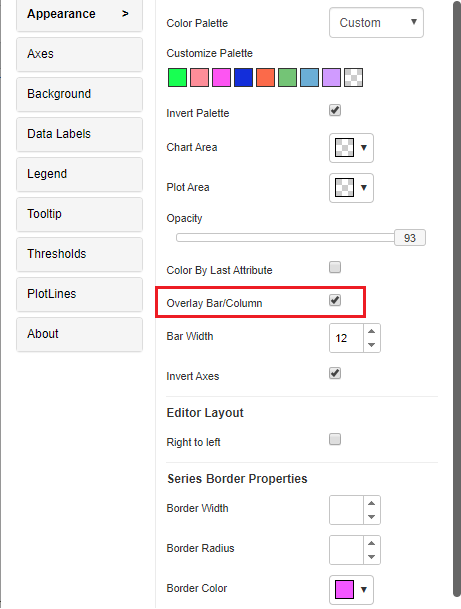 Appearance >
Axes
Background
Data Labels
Legend
Tooltip
Thresholds
PlotLines
About
Color Palette
Custom
Customize Palette
Invert Palette
Chart Area
Plot Area
Opacity
93
Color By Last Attribute
Overlay Bar/Column
Bar Width
12
Invert Axes
Editor Layout
Right to left
Series Border Properties
Border Width
Border Radius
Border Color